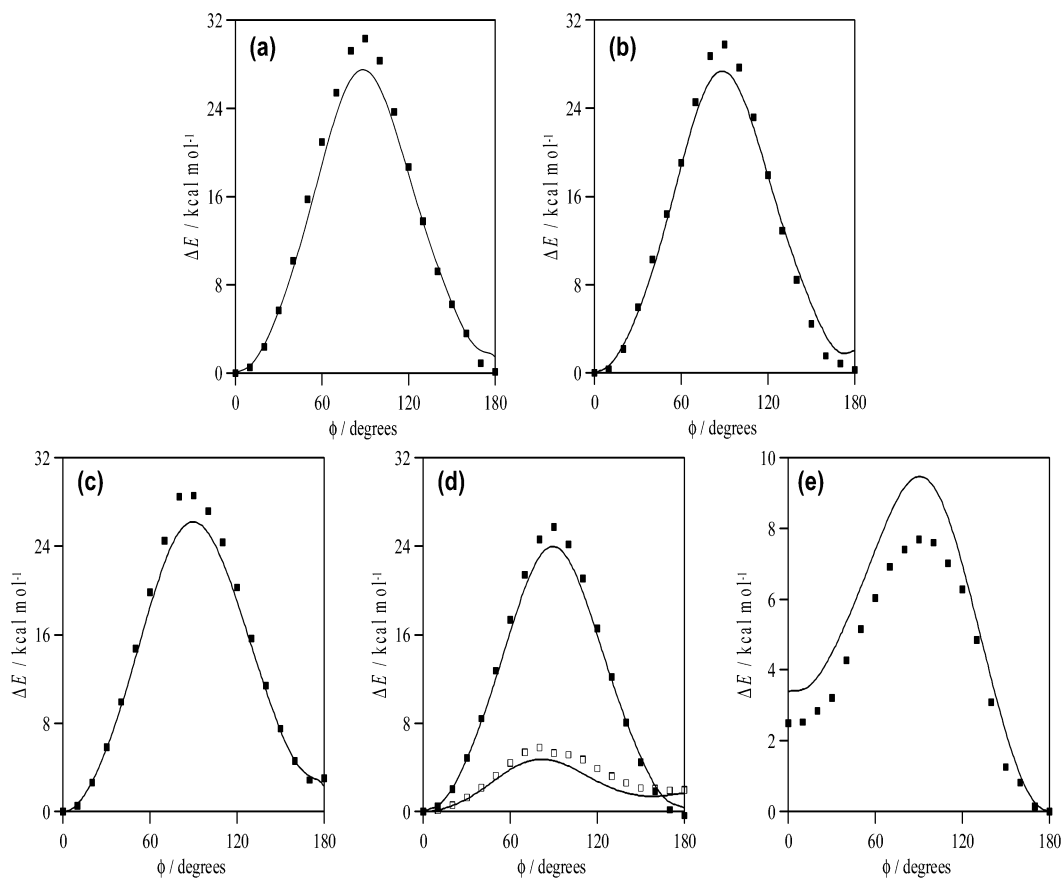 (a)
32
24
16
8
0
ΔE / kcal mol-1
0 60 120 180
ϕ / degrees
(b)
32
24
16
8
0
ΔE / kcal mol-1
0 60 120 180
ϕ / degrees
(c)
32
24
16
8
0
ΔE / kcal mol-1
0 60 120 180
ϕ / degrees
(d)
32
24
16
8
0
ΔE / kcal mol-1
0 60 120 180
ϕ / degrees
(e)
10
8
6
4
2
0
ΔE / kcal mol-1
0 60 120 180
ϕ / degrees